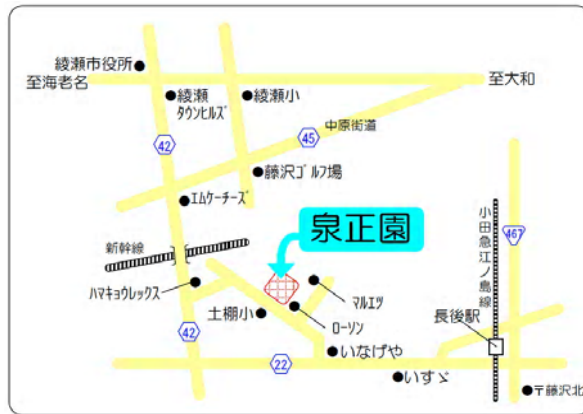 綾瀬市役所
至海老名
至大和
綾瀬
タウンヒルズ
綾瀬小
中原街道
45
42
藤沢ゴルフ場
エムケーチーズ
小田急江ノ島線
467
新幹線
泉正園
ハマキョウレックス
マルエツ
土棚小
ローソン
長後駅
42
いなげや
22
いすゞ
〒藤沢北